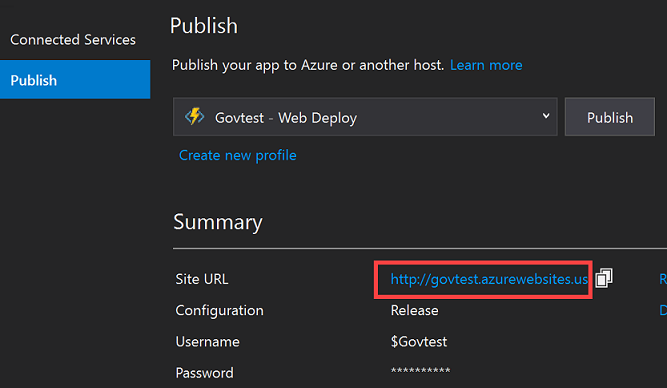 Publish
Connected Services
Publish
Publish your app to Azure or another host. Learn more
Govtest - Web Deploy
Publish
Create new profile
Summary
Site URL http://govtest.azurewebsites.us
Configuration Release
Username $Govtest
Password **********